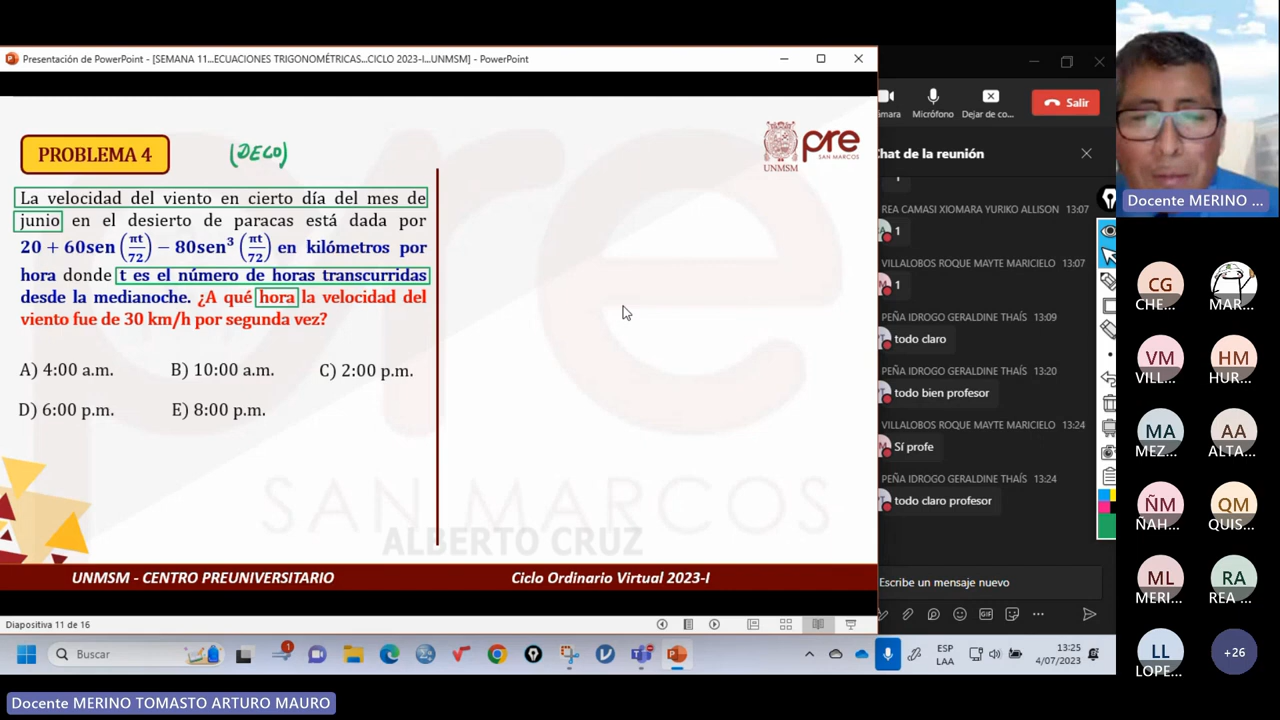 Presentación de PowerPoint - [SEMANA 11...ECUACIONES TRIGONOMÉTRICAS...CICLO 2023-I...UNMSM] - PowerPoint
PROBLEMA 4
(DECO)
UNMSM
pre
SAN MARCOS
La velocidad del viento en cierto día del mes de
junio en el desierto de paracas está dada por
20 + 60sen (πt/72) − 80sen³ (πt/72) en kilómetros por
hora donde t es el número de horas transcurridas
desde la medianoche. ¿A qué hora la velocidad del
viento fue de 30 km/h por segunda vez?
A) 4:00 a.m. B) 10:00 a.m. C) 2:00 p.m.
D) 6:00 p.m. E) 8:00 p.m.
pre
SAN MARCOS
ALBERTO CRUZ
UNMSM - CENTRO PREUNIVERSITARIO
Ciclo Ordinario Virtual 2023-I
Diapositiva 11 de 16
ámara Micrófono Dejar de co...
Salir
Chat de la reunión
1
REA CAMASI XIOMARA YURIKO ALLISON 13:07
1
VILLALOBOS ROQUE MAYTE MARICIELO 13:07
1
PEÑA IDROGO GERALDINE THAÍS 13:09
todo claro
PEÑA IDROGO GERALDINE THAÍS 13:20
todo bien profesor
VILLALOBOS ROQUE MAYTE MARICIELO 13:24
Sí profe
PEÑA IDROGO GERALDINE THAÍS 13:24
todo claro profesor
Escribe un mensaje nuevo
GIF
Buscar
1
ESP
LAA
13:25
4/07/2023
Docente MERINO ...
CG
CHE...
MAR...
VM
VILL...
HM
HUR...
MA
MEZ...
AA
ALTA...
ÑM
ÑAH...
QM
QUIS...
ML
MERI...
RA
REA ...
LL
LOPE...
+26
Docente MERINO TOMASTO ARTURO MAURO